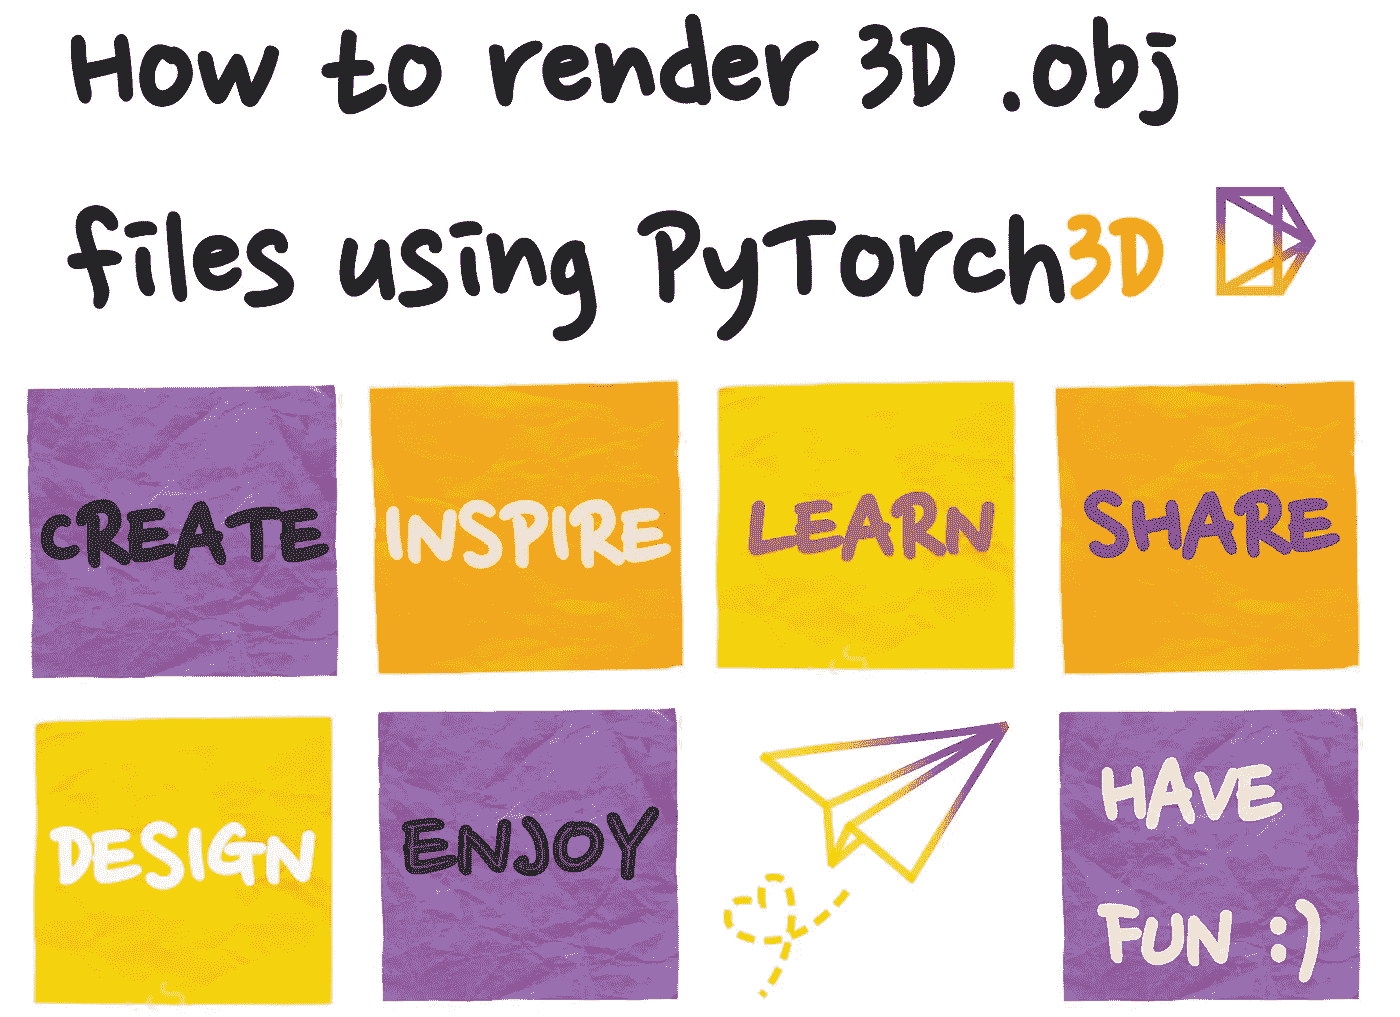 How to render 3D .obj
files using PyTorch3D
CREATE
INSPIRE
LEARN
SHARE
DESIGN
ENJOY
HAVE
FUN :)